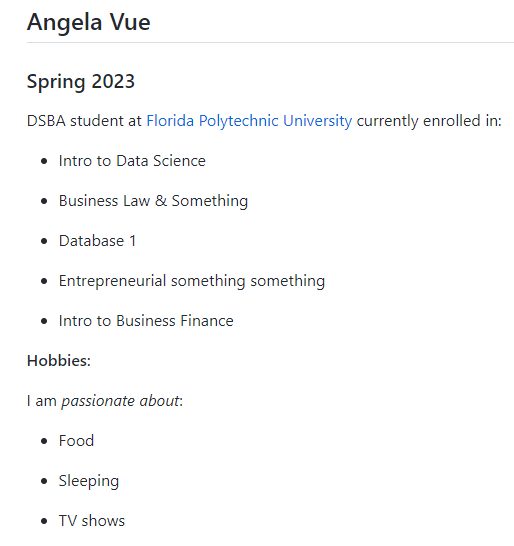 Angela Vue
Spring 2023
DSBA student at Florida Polytechnic University currently enrolled in:
• Intro to Data Science
• Business Law & Something
• Database 1
• Entrepreneurial something something
• Intro to Business Finance
Hobbies:
I am passionate about:
• Food
• Sleeping
• TV shows